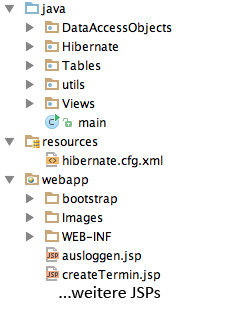 java
DataAccessObjects
Hibernate
Tables
utils
Views
main
resources
hibernate.cfg.xml
webapp
bootstrap
Images
WEB-INF
ausloggen.jsp
createTermin.jsp
...weitere JSPs